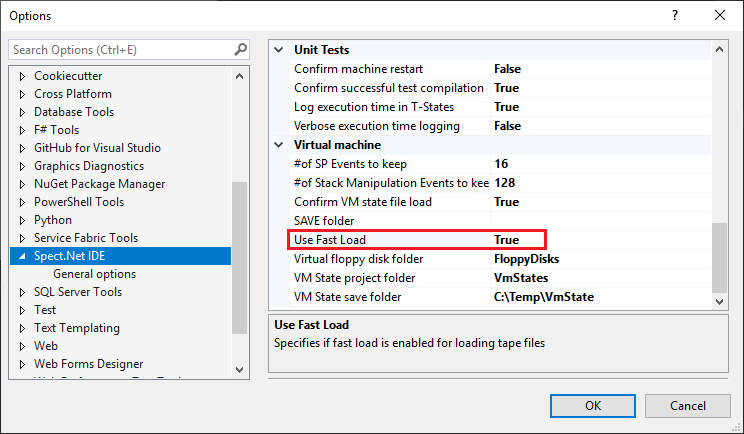 Options
Search Options (Ctrl+E)
Cookiecutter
Cross Platform
Database Tools
F# Tools
GitHub for Visual Studio
Graphics Diagnostics
NuGet Package Manager
PowerShell Tools
Python
Service Fabric Tools
Spect.Net IDE
General options
SQL Server Tools
Test
Text Templating
Web
Web Forms Designer
Unit Tests
Confirm machine restart False
Confirm successful test compilation True
Log execution time in T-States True
Verbose execution time logging False
Virtual machine
#of SP Events to keep 16
#of Stack Manipulation Events to kee 128
Confirm VM state file load True
SAVE folder
Use Fast Load True
Virtual floppy disk folder FloppyDisks
VM State project folder VmStates
VM State save folder C:\Temp\VmState
Use Fast Load
Specifies if fast load is enabled for loading tape files
OK Cancel